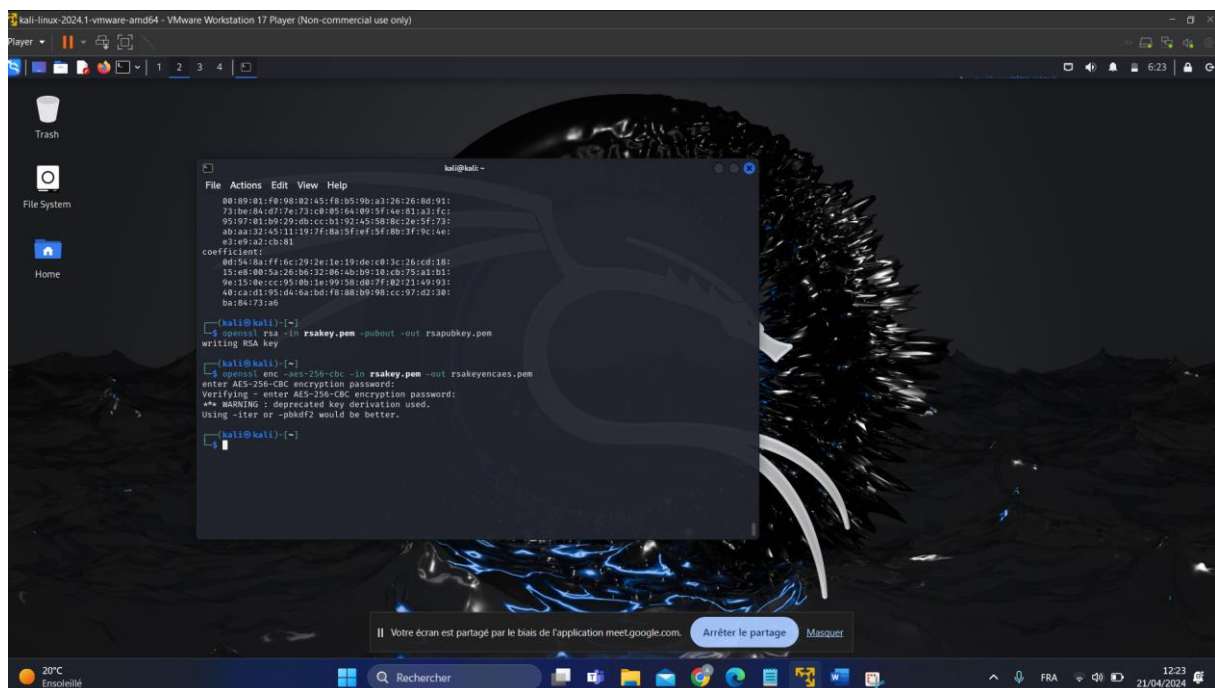 kali-linux-2024.1-vmware-amd64 - VMware Workstation 17 Player (Non-commercial use only)
Player
1 2 3 4
6:23
Trash
File System
Home
kali@kali: ~
File Actions Edit View Help
00:89:01:f0:98:02:45:f8:b5:9b:a3:26:26:8d:91:
73:be:84:d7:7e:73:c0:05:64:09:5f:4e:81:a3:fc:
95:97:01:b9:29:db:cc:b1:92:45:58:8c:2e:5f:73:
ab:aa:32:45:11:19:7f:8a:5f:ef:5f:8b:3f:9c:4e:
e3:e9:a2:cb:81
coefficient:
0d:54:8a:ff:6c:29:2e:1e:19:de:c0:3c:26:cd:18:
15:e8:00:5a:26:b6:32:06:4b:b9:10:cb:75:a1:b1:
9e:15:0e:cc:95:0b:1e:99:58:d0:7f:02:21:49:93:
40:ca:d1:95:d4:6a:bd:f8:88:b9:98:cc:97:d2:30:
ba:84:73:a6
(kali㉿kali)-[~]
$ openssl rsa -in rsakey.pem -pubout -out rsapubkey.pem
writing RSA key
(kali㉿kali)-[~]
$ openssl enc -aes-256-cbc -in rsakey.pem -out rsakeyencaes.pem
enter AES-256-CBC encryption password:
Verifying - enter AES-256-CBC encryption password:
*** WARNING : deprecated key derivation used.
Using -iter or -pbkdf2 would be better.
(kali㉿kali)-[~]
$
Votre écran est partagé par le biais de l'application meet.google.com. Arrêter le partage Masquer
20°C
Ensoleillé
Rechercher
FRA
12:23
21/04/2024